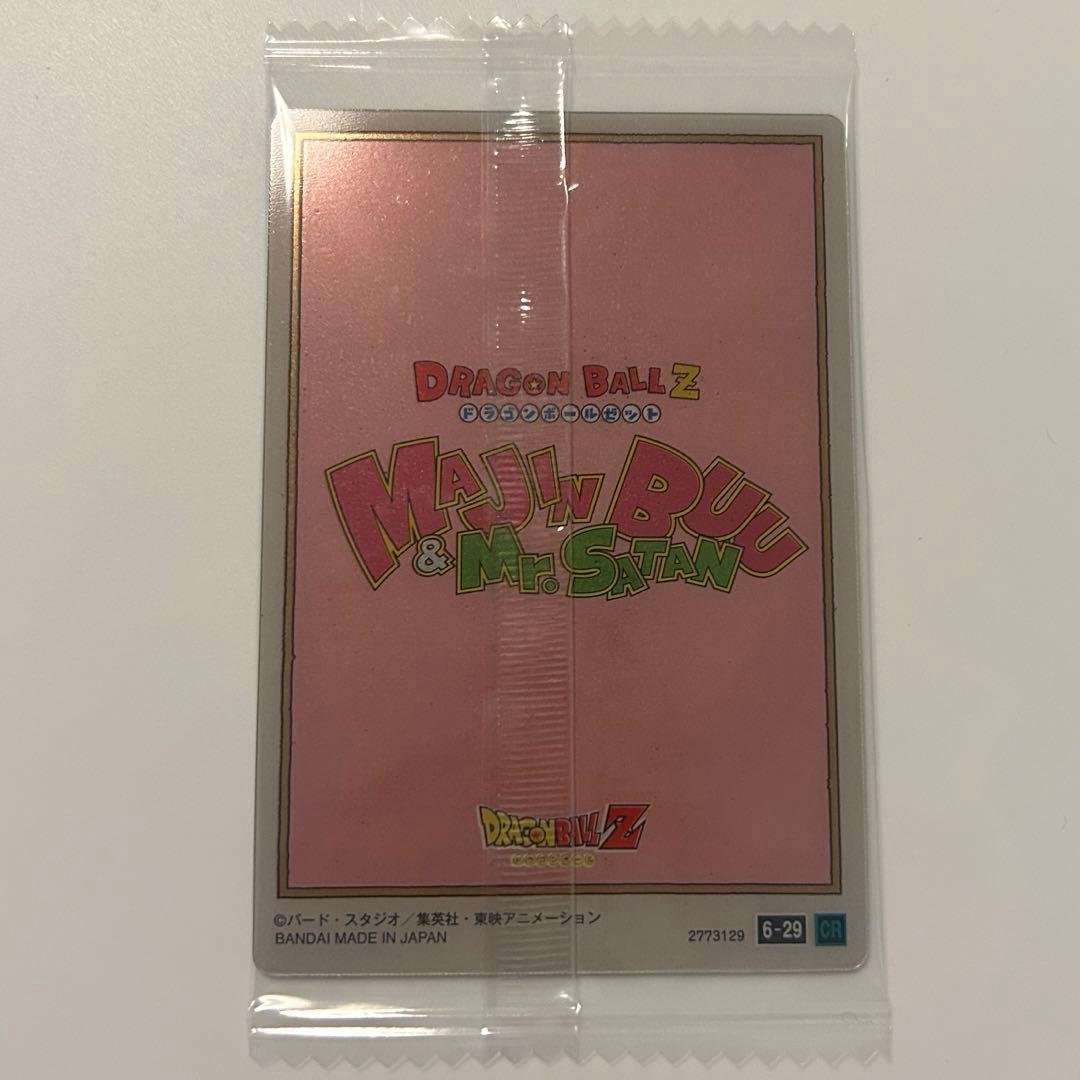 DRAGON BALL Z
ドラゴンボールゼット
MAJIN BUU
& Mr. SATAN
DRAGONBALL Z
©バード・スタジオ/集英社・東映アニメーション
BANDAI MADE IN JAPAN
2773129 6-29 CR